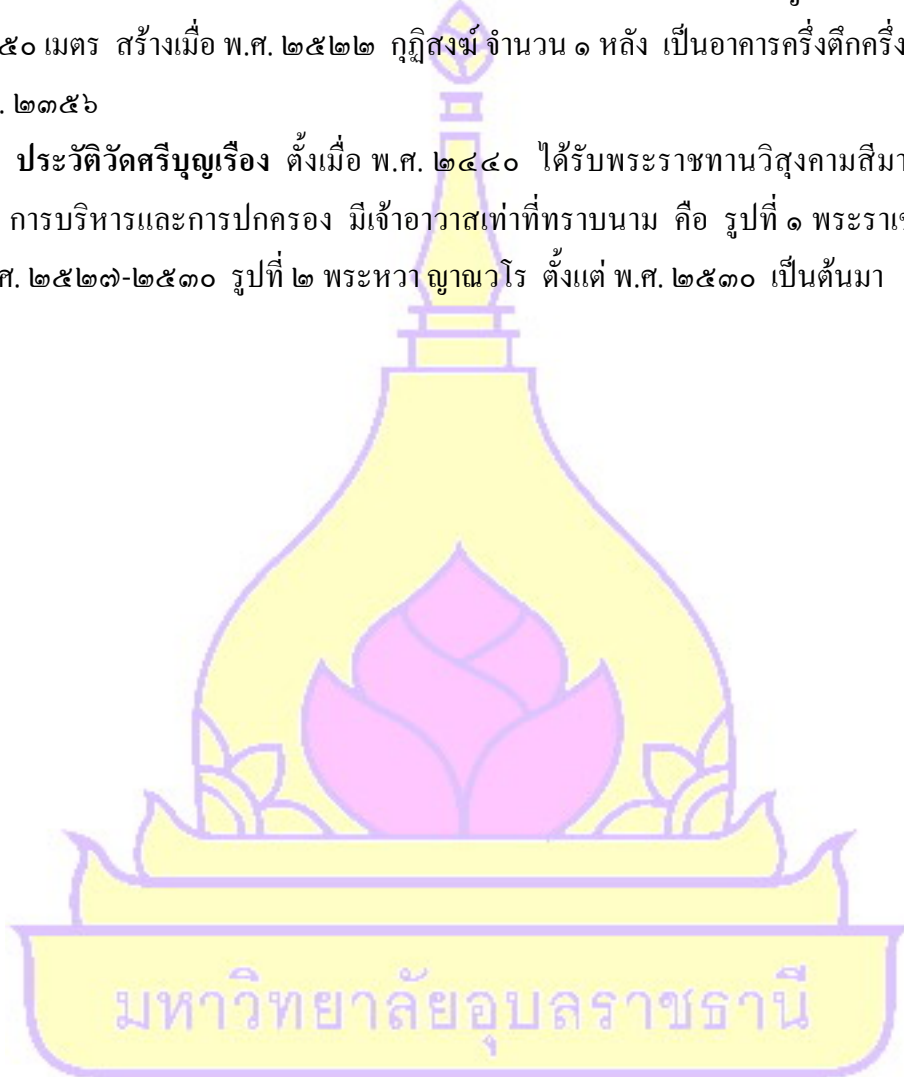 ๕๐ เมตร สร้างเมื่อ พ.ศ. ๒๕๒๒ กุฏิสงฆ์ จำนวน ๑ หลัง เป็นอาคารครึ่งตึกครึ่ง
. ๒๓๕๖
ประวัติวัดศรีบุญเรือง ตั้งเมื่อ พ.ศ. ๒๔๔๐ ได้รับพระราชทานวิสุงคามสีมา
การบริหารและการปกครอง มีเจ้าอาวาสเท่าที่ทราบนาม คือ รูปที่ ๑
ศ. ๒๕๒๗-๒๕๓๐ รูปที่ ๒ พระหวา ญาณวโร ตั้งแต่ พ.ศ. ๒๕๓๐ เป็นต้นมา
มหาวิทยาลัยอุบลราชธานี